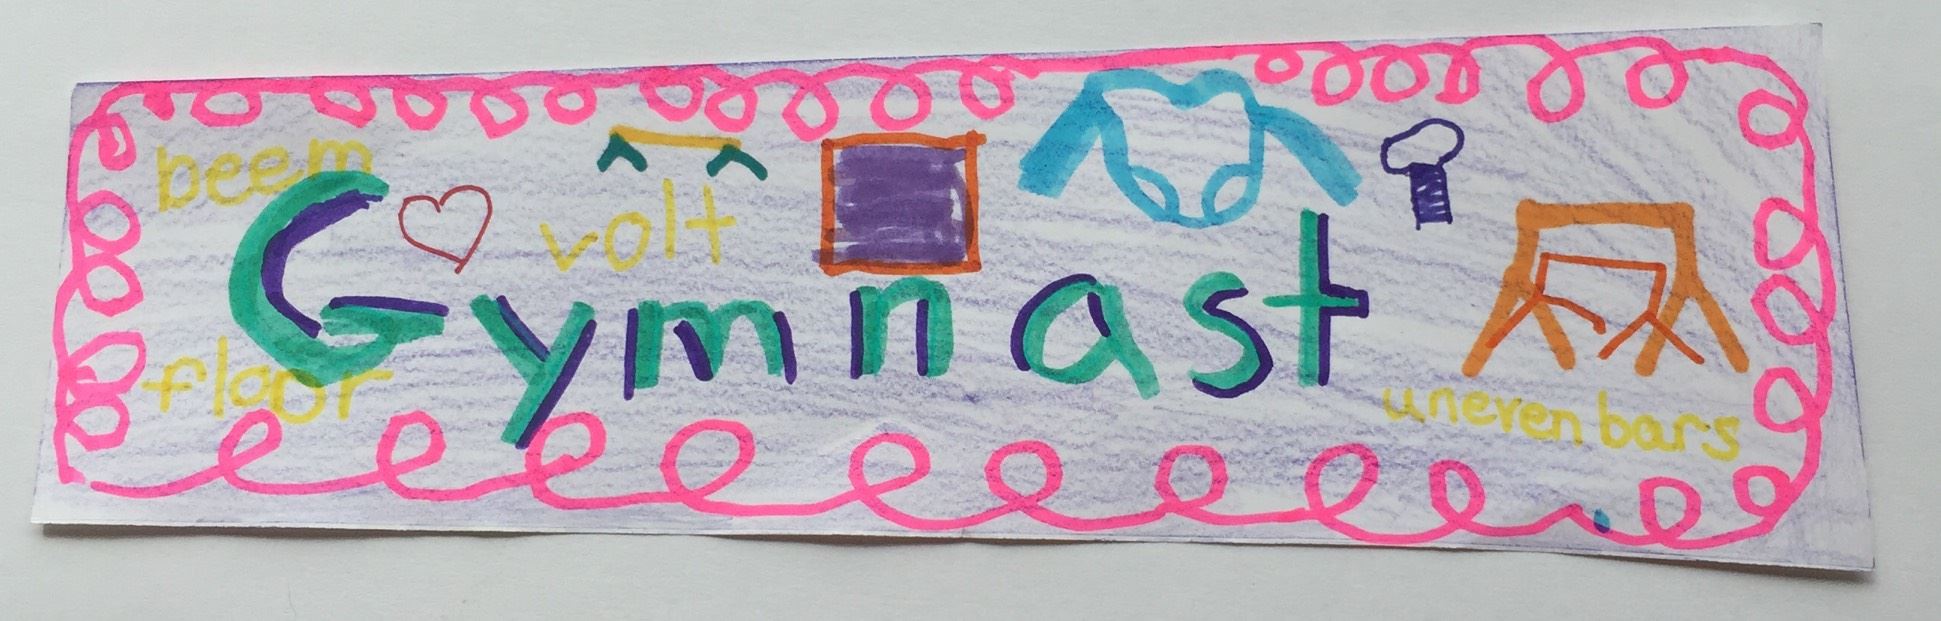 beem
volt
Gymnast
floor
uneven bars